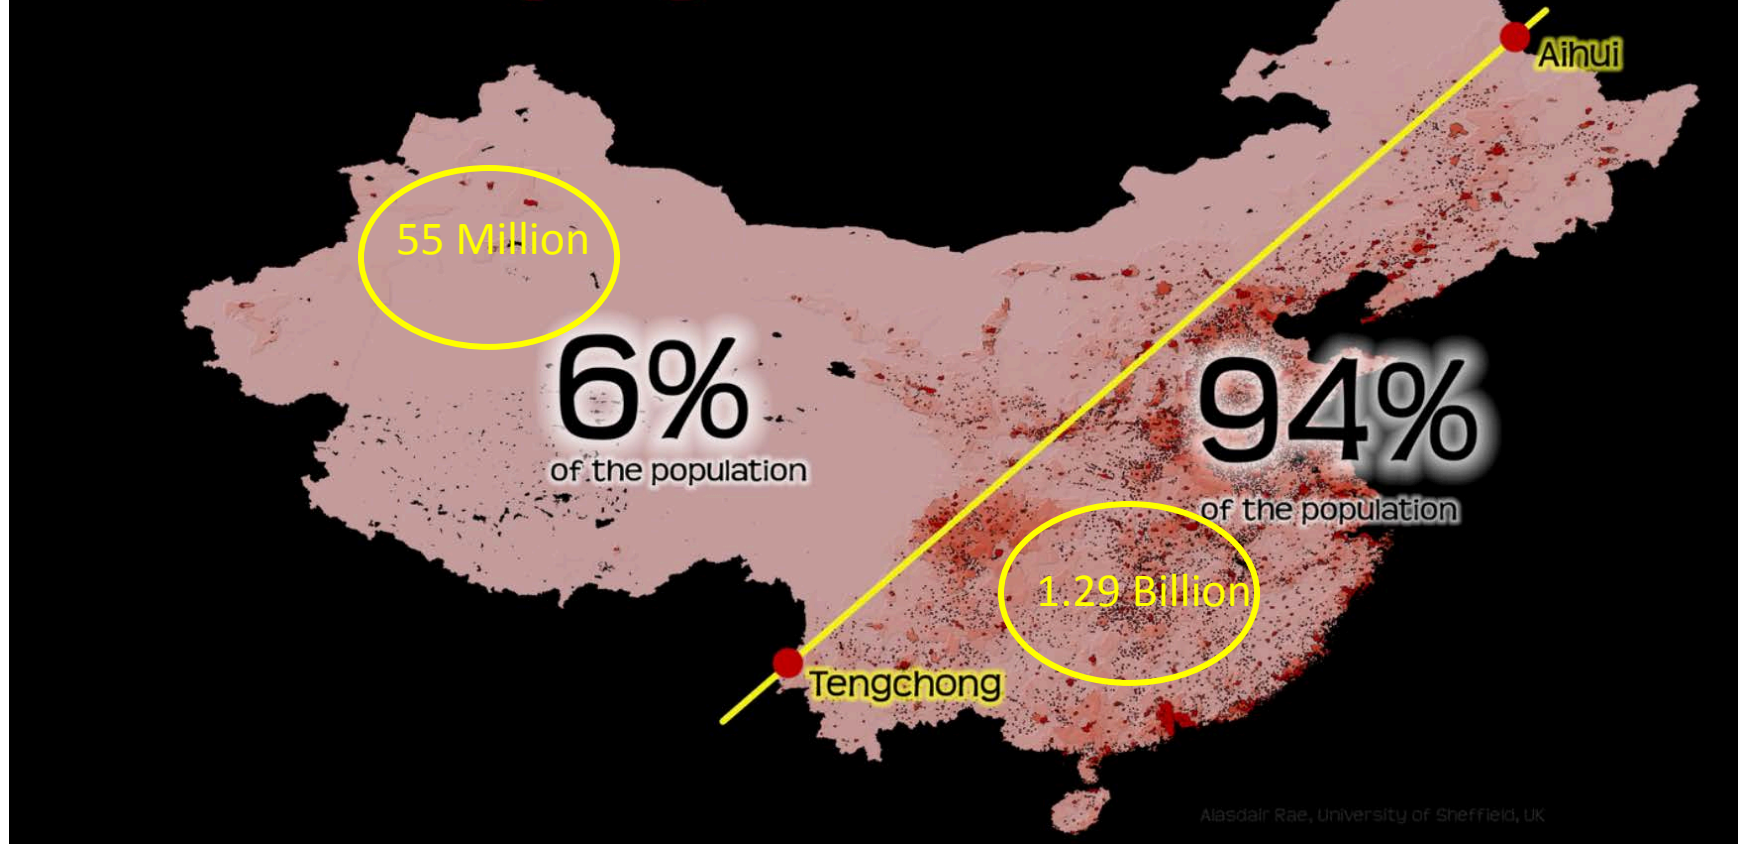 Aihui
55 Million
6%
of the population
94%
of the population
1.29 Billion
Tengchong
Alasdair Rae, University of Sheffield, UK